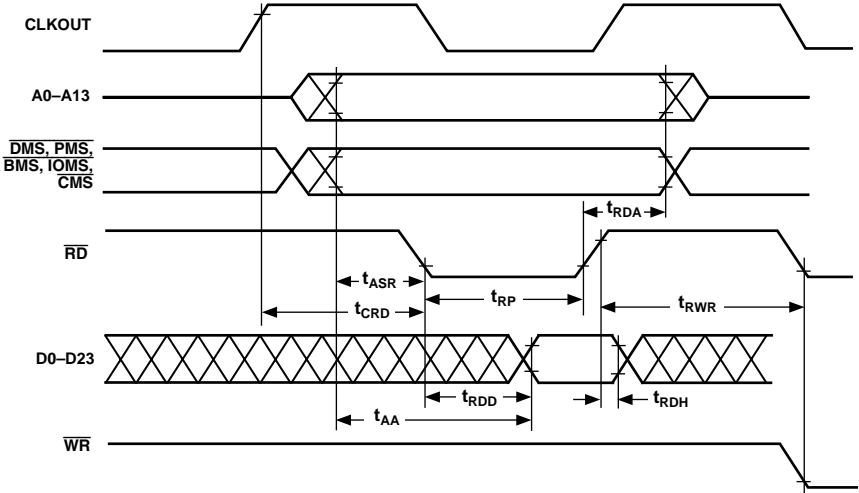 CLKOUT
A0–A13
DMS, PMS,
BMS, IOMS,
CMS
tRDA
RD
tASR
tRP
tCRD
tRWR
D0–D23
tRDD
tRDH
tAA
WR